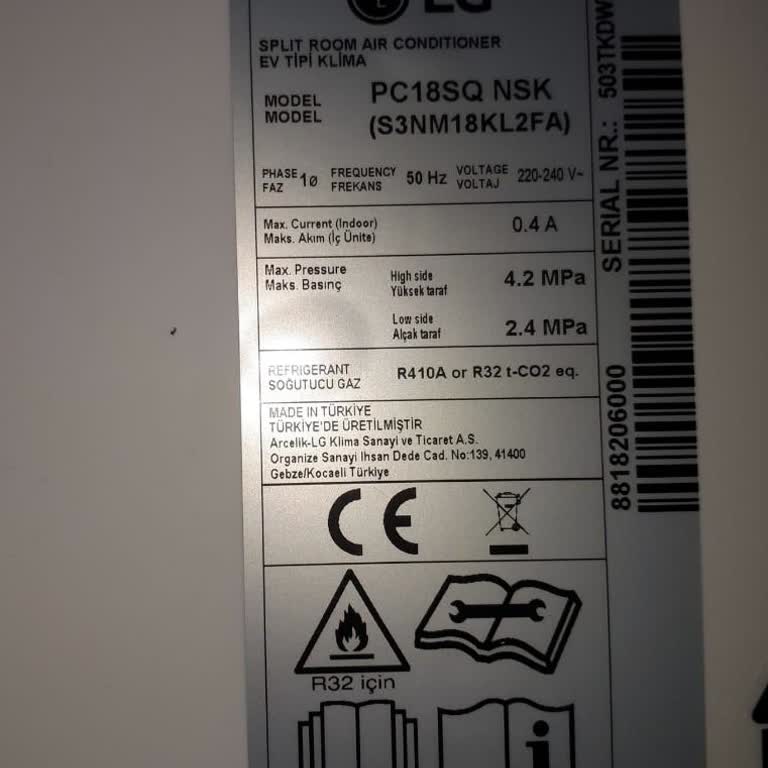 LG
SPLIT ROOM AIR CONDITIONER
EV TİPİ KLİMA
MODEL PC18SQ NSK
MODEL (S3NM18KL2FA)
PHASE 1Ø FREQUENCY 50 Hz VOLTAGE 220-240 V~
FAZ FREKANS VOLTAJ
Max. Current (Indoor) 0.4 A
Maks. Akım (İç Ünite)
Max. Pressure High side 4.2 MPa
Maks. Basınç Yüksek taraf
Low side 2.4 MPa
Alçak taraf
REFRIGERANT R410A or R32 t-CO2 eq.
SOĞUTUCU GAZ
MADE IN TÜRKİYE
TÜRKİYE'DE ÜRETİLMİŞTİR
Arcelik-LG Klima Sanayi ve Ticaret A.S.
Organize Sanayi Ihsan Dede Cad. No:139, 41400
Gebze/Kocaeli Türkiye
CE
R32 için
SERIAL NR.: 503TKDW
8818206000